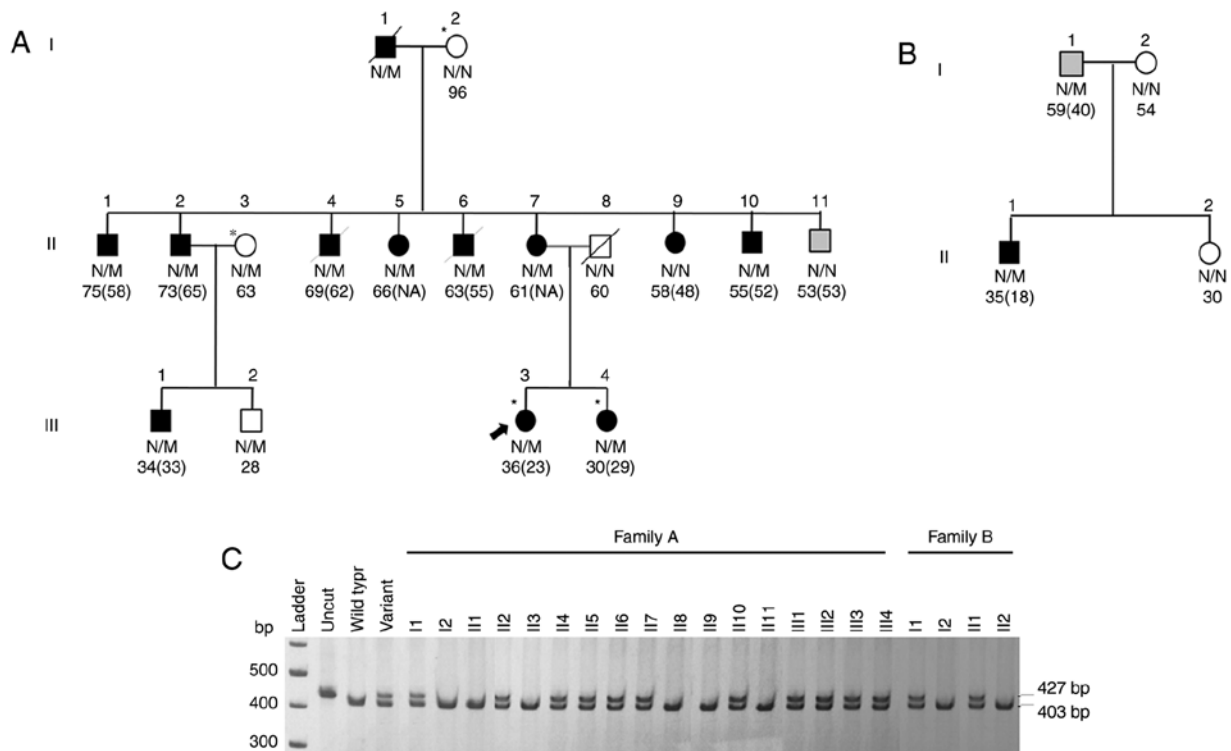 A
I
1
2
*
N/M
N/N
96
II
1
2
3
4
5
6
7
8
9
10
11
*
N/M
N/M
N/M
N/M
N/M
N/M
N/M
N/N
N/N
N/M
N/N
75(58)
73(65)
63
69(62)
66(NA)
63(55)
61(NA)
60
58(48)
55(52)
53(53)
III
1
2
3
4
*
*
N/M
N/M
N/M
N/M
34(33)
28
36(23)
30(29)
B
I
1
2
N/M
N/N
59(40)
54
II
1
2
N/M
N/N
35(18)
30
C
Family A
Family B
Ladder
Uncut
Wild typr
Variant
I1
I2
II1
II2
II3
II4
II5
II6
II7
II8
II9
II10
II11
III1
III2
III3
III4
I1
I2
II1
II2
bp
500
400
300
427 bp
403 bp